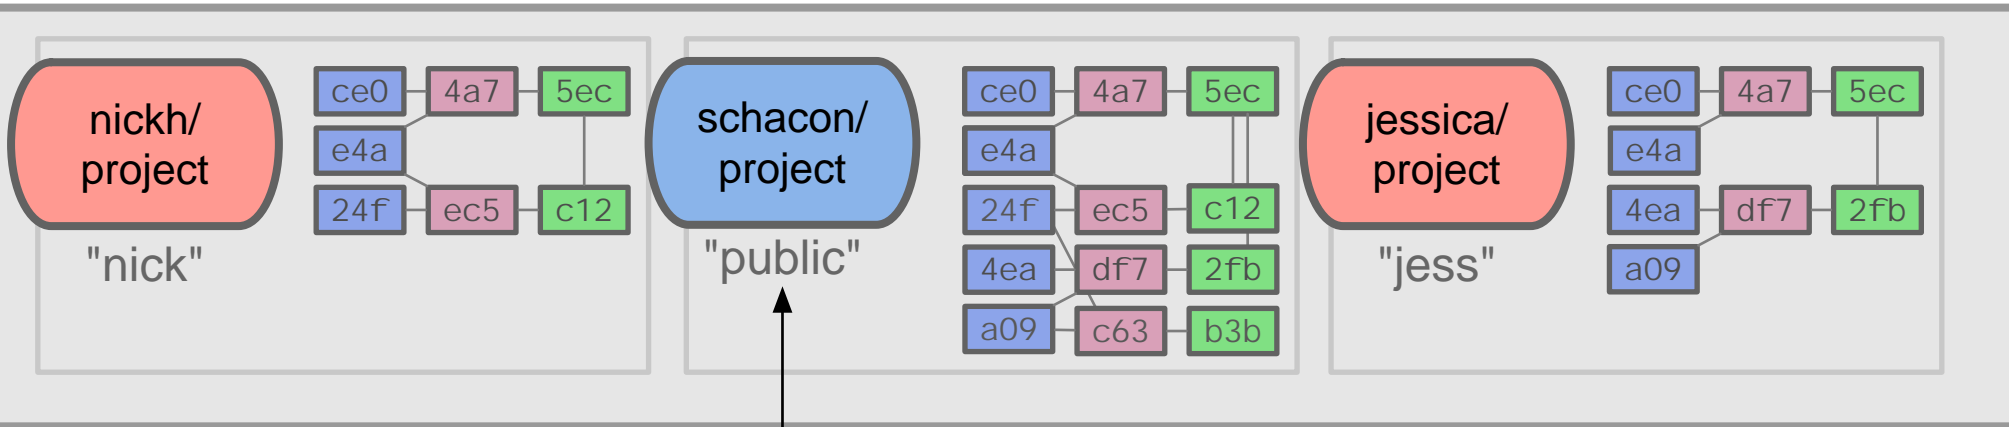 nickh/
project
"nick"
ce0 4a7 5ec
e4a
24f ec5 c12
schacon/
project
"public"
ce0 4a7 5ec
e4a
24f ec5 c12
4ea df7 2fb
a09 c63 b3b
jessica/
project
"jess"
ce0 4a7 5ec
e4a
4ea df7 2fb
a09